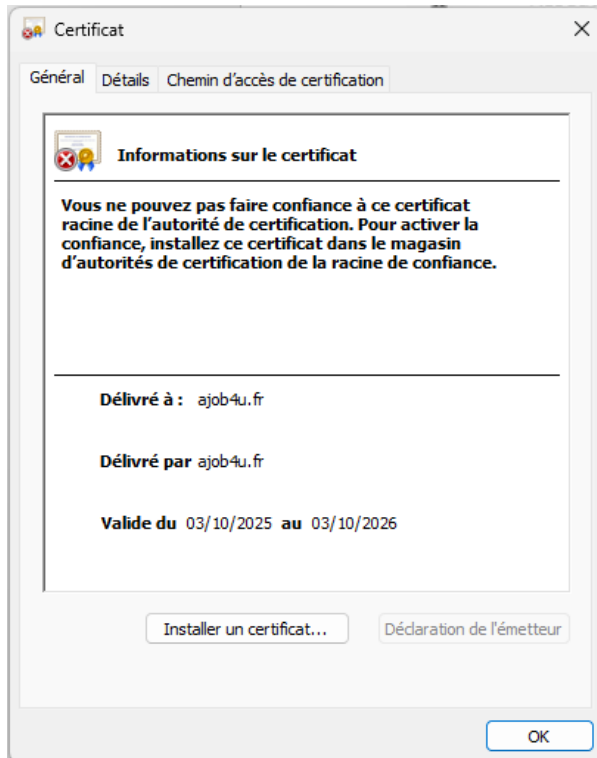 Certificat
Général Détails Chemin d’accès de certification
Informations sur le certificat
Vous ne pouvez pas faire confiance à ce certificat
racine de l’autorité de certification. Pour activer la
confiance, installez ce certificat dans le magasin
d’autorités de certification de la racine de confiance.
Délivré à : ajob4u.fr
Délivré par ajob4u.fr
Valide du 03/10/2025 au 03/10/2026
Installer un certificat... Déclaration de l'émetteur
OK